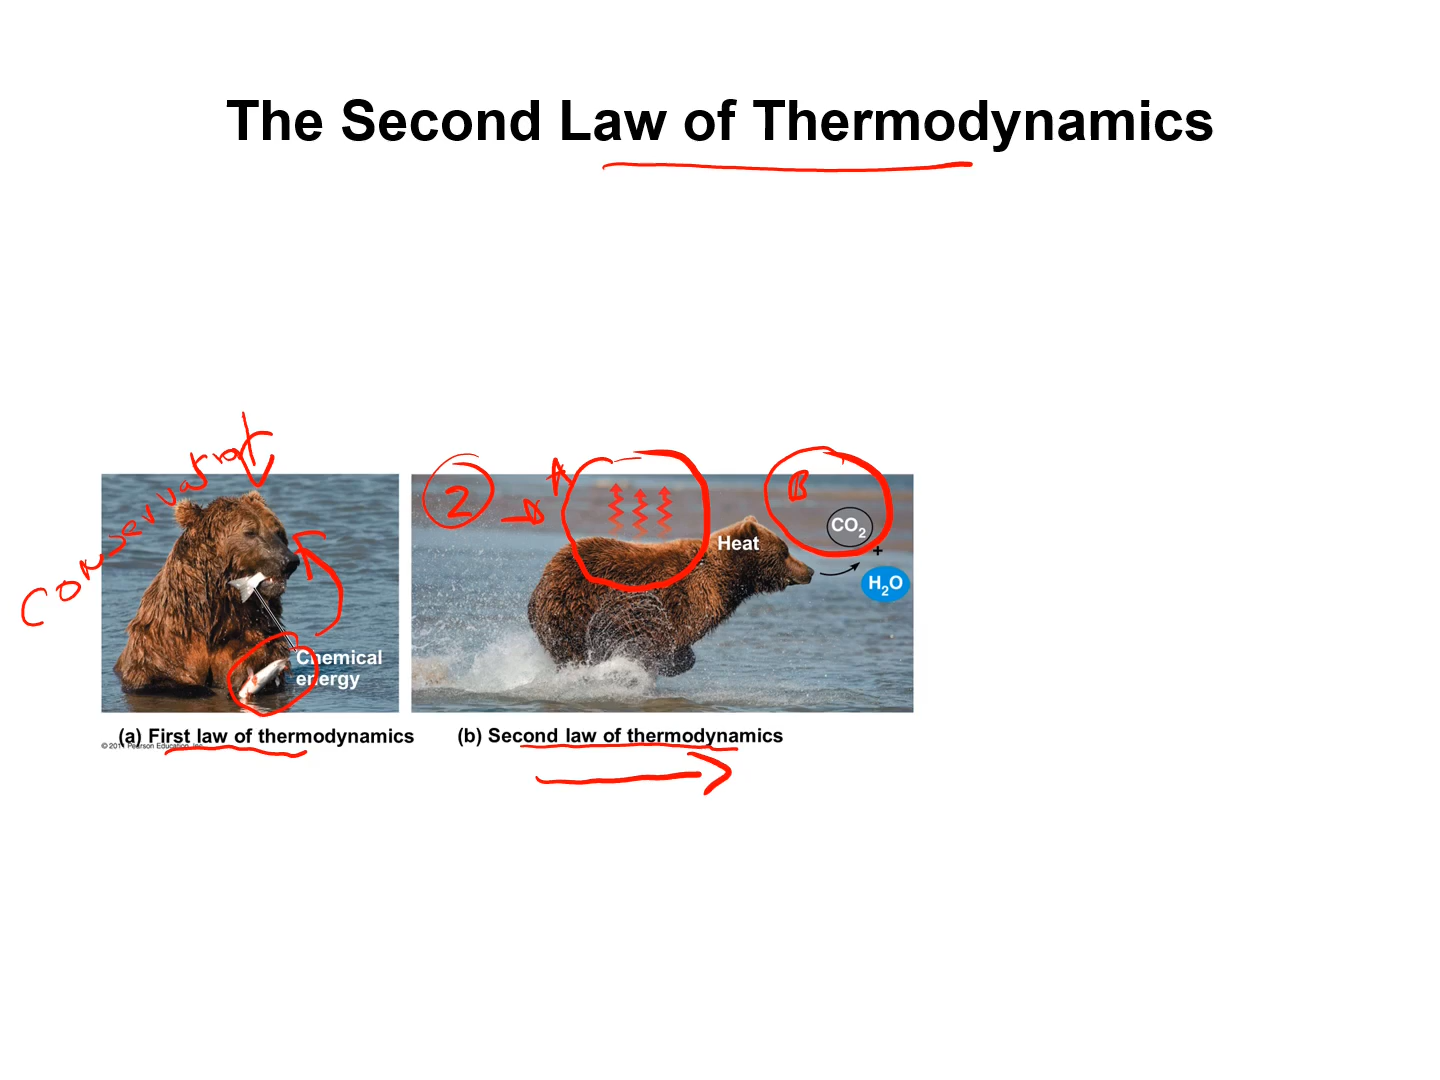 The Second Law of Thermodynamics
Conservation
2
A
B
Heat
CO2
+
H2O
Chemical
energy
(a) First law of thermodynamics
(b) Second law of thermodynamics